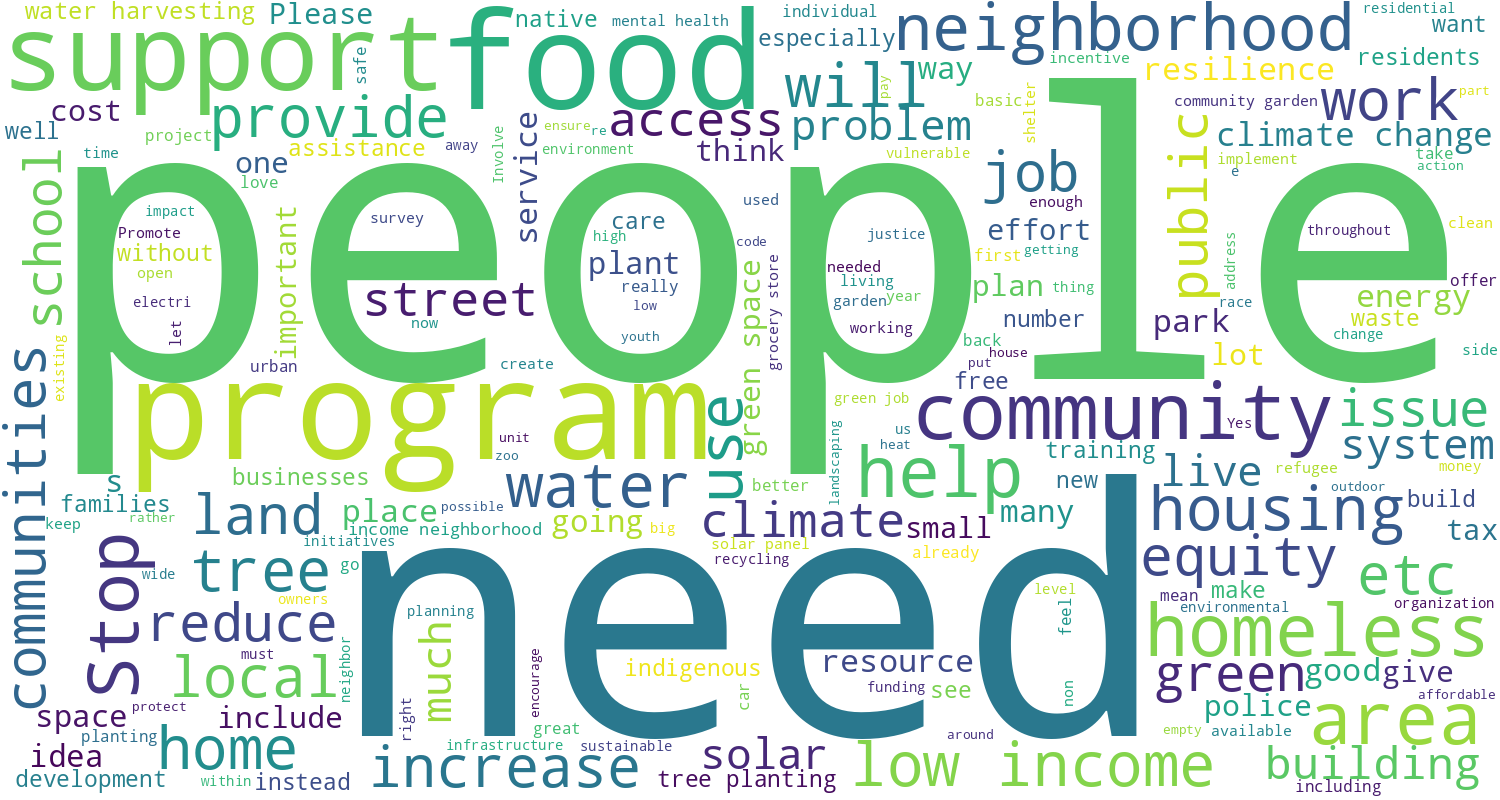 water harvesting
Please
native
mental health
individual
residential
support
food
especially
neighborhood
want
safe
way
incentive
resilience
residents
cost
provide
will
pay
basic
shelter
community garden
work
part
well
project
access
problem
public
climate change
time
assistance
service
ensure
re
Involve
environment
away
think
vulnerable
job
implement
take
action
e
school
one
love
people
enough
impact
survey
care
used
justice
effort
throughout
clean
Promote
without
important
high
plant
code
first
getting
address
open
really
green space
grocery store
needed
living
plan
thing
race
energy
offer
electri
street
low
garden
year
number
park
waste
let
now
youth
working
back
change
existing
urban
create
house
put
free
lot
side
communities
program
use
green job
community
Yes
issue
unit
zoo
us
heat
landscaping
training
system
s
businesses
water
better
help
new
live
refugee
money
families
land
place
possible
outdoor
keep
rather
income neighborhood
going
big
climate
small
many
housing
build
tax
stop
tree
initiatives
go
solar panel
recycling
already
equity
etc
wide
owners
need
level
make
mean
reduce
planning
much
feel
environmental
organization
homeless
must
local
neighbor
encourage
indigenous
resource
green
good
give
space
protect
include
right
funding
see
car
non
police
affordable
area
idea
planting
home
great
around
available
empty
infrastructure
sustainable
development
within
instead
increase
solar
tree planting
low income
building
including